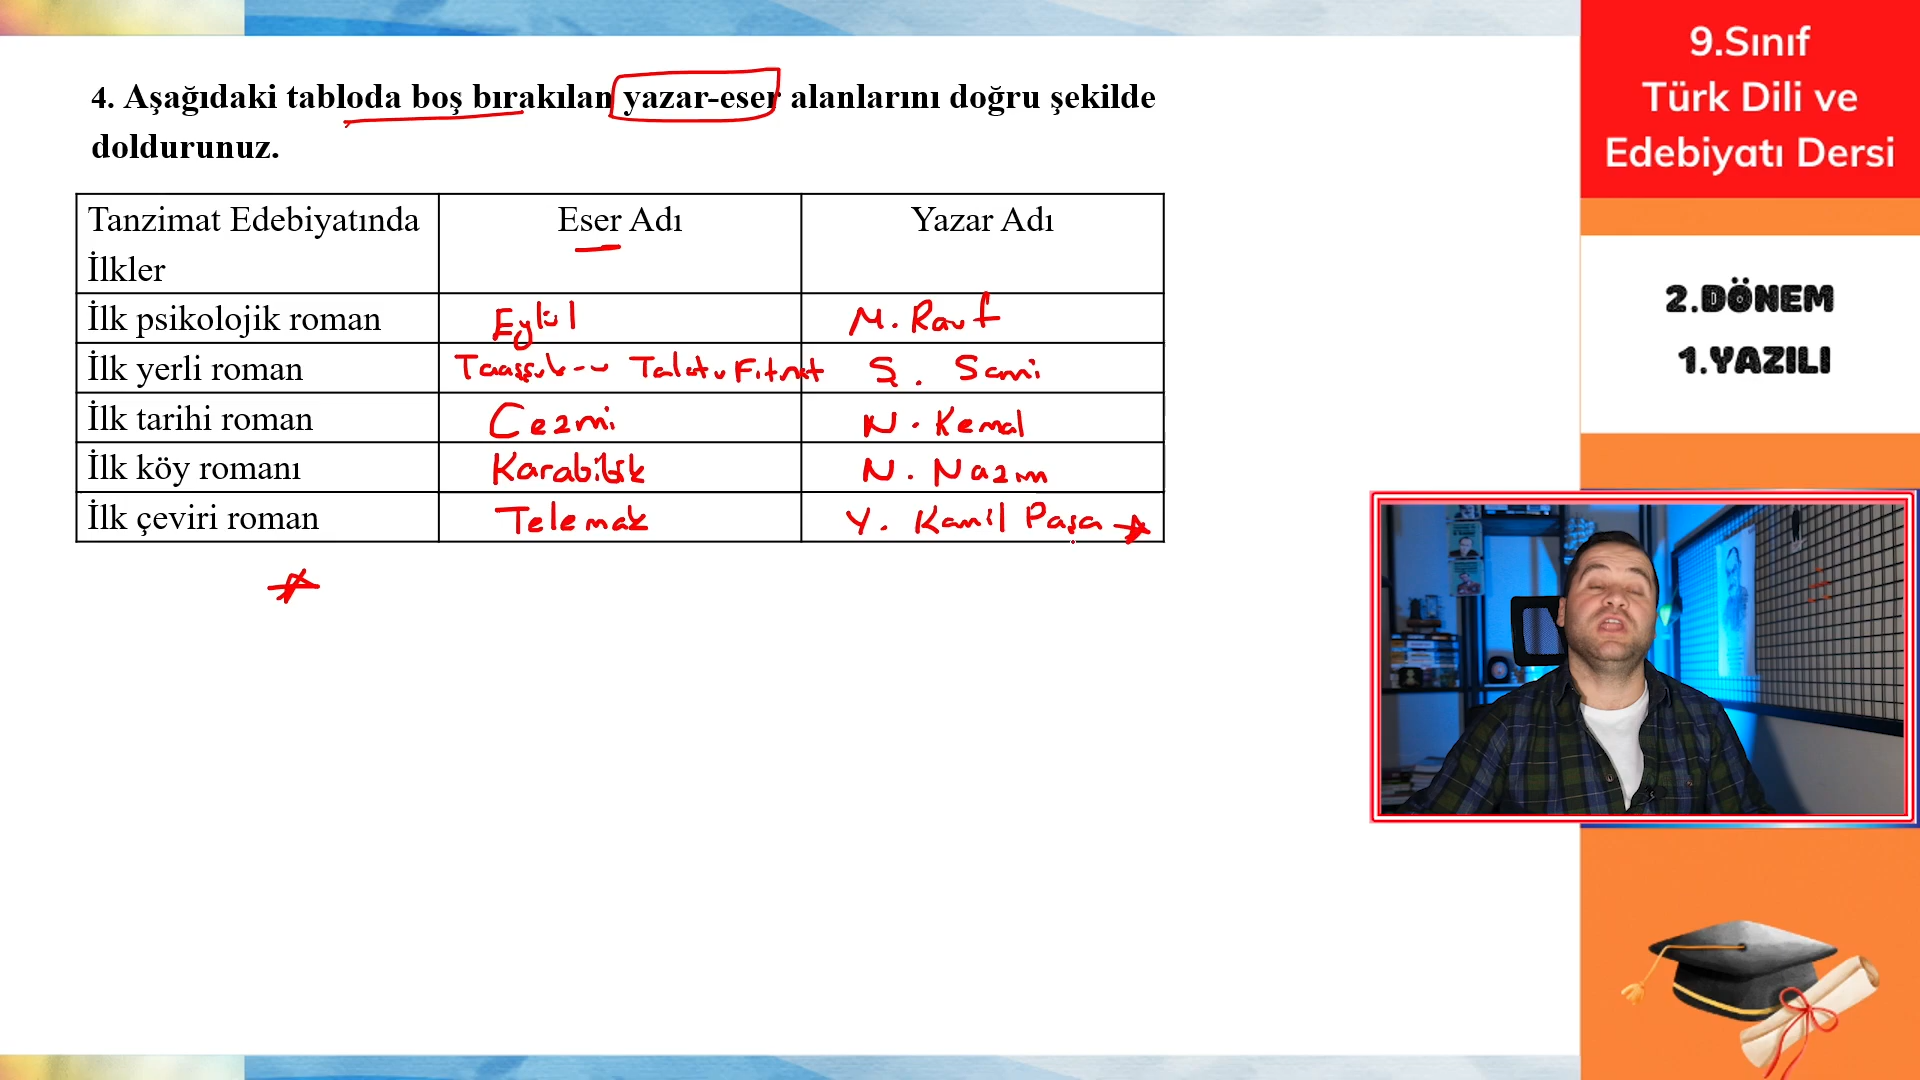 4. Aşağıdaki tabloda boş bırakılan yazar-eser alanlarını doğru şekilde
doldurunuz.
Tanzimat Edebiyatında
İlkler
Eser Adı
Yazar Adı
İlk psikolojik roman
Eylül
M. Rauf
İlk yerli roman
Talat
Fitnat
Ş. Sami
İlk tarihi roman
Cezmi
N. Kemal
İlk köy romanı
Karabibik
N. Nazım
İlk çeviri roman
Telemak
Y. Kamil Paşa
9.Sınıf
Türk Dili ve
Edebiyatı Dersi
2.DÖNEM
1.YAZILI